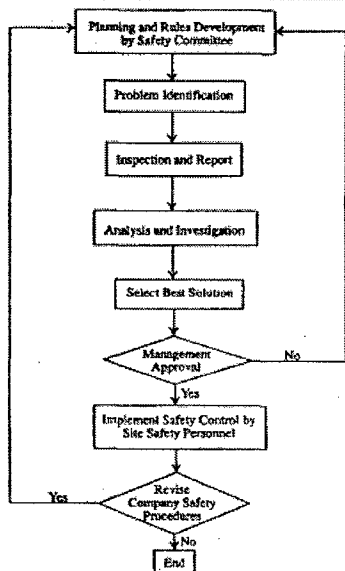 Planning and Rules Development
by Safety Committee
Problem Identification
Inspection and Report
Analysis and Investigation
Select Best Solution
Management
Approval
No
Yes
Implement Safety Control by
Site Safety Personnel
Revise
Company Safety
Procedures
Yes
No
End